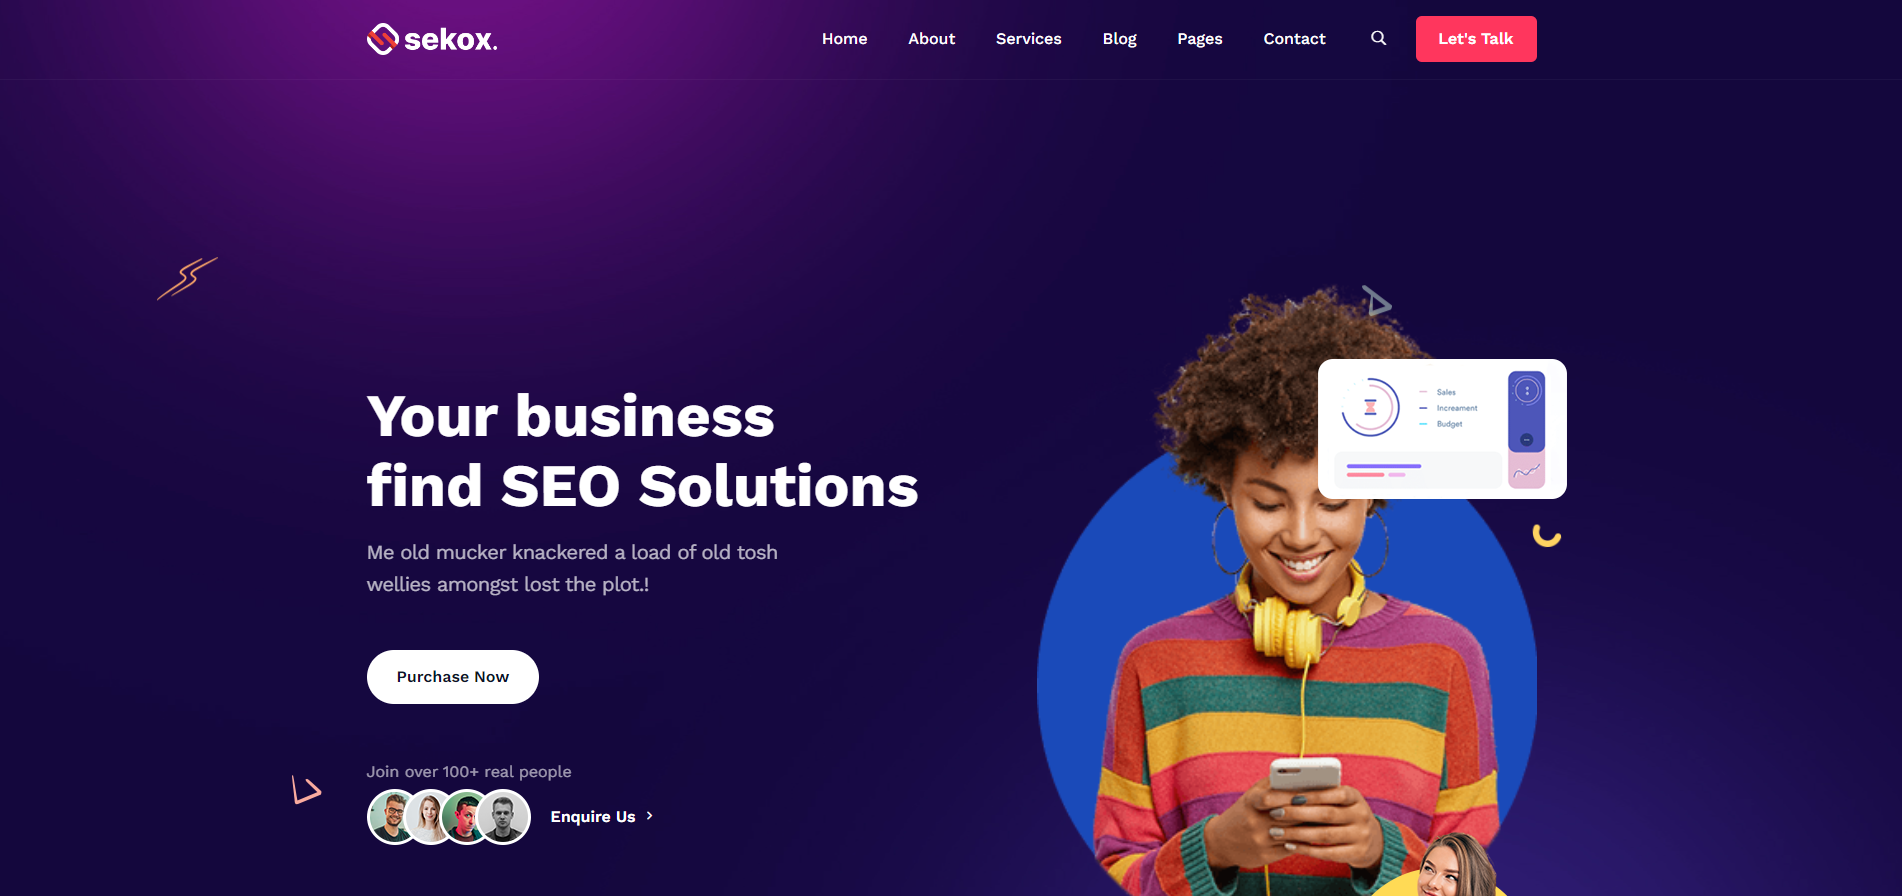 sekox.
Home About Services Blog Pages Contact Let's Talk
Your business
find SEO Solutions
Me old mucker knackered a load of old tosh
wellies amongst lost the plot.!
Purchase Now
Join over 100+ real people
Enquire Us
Sales
Increament
Budget